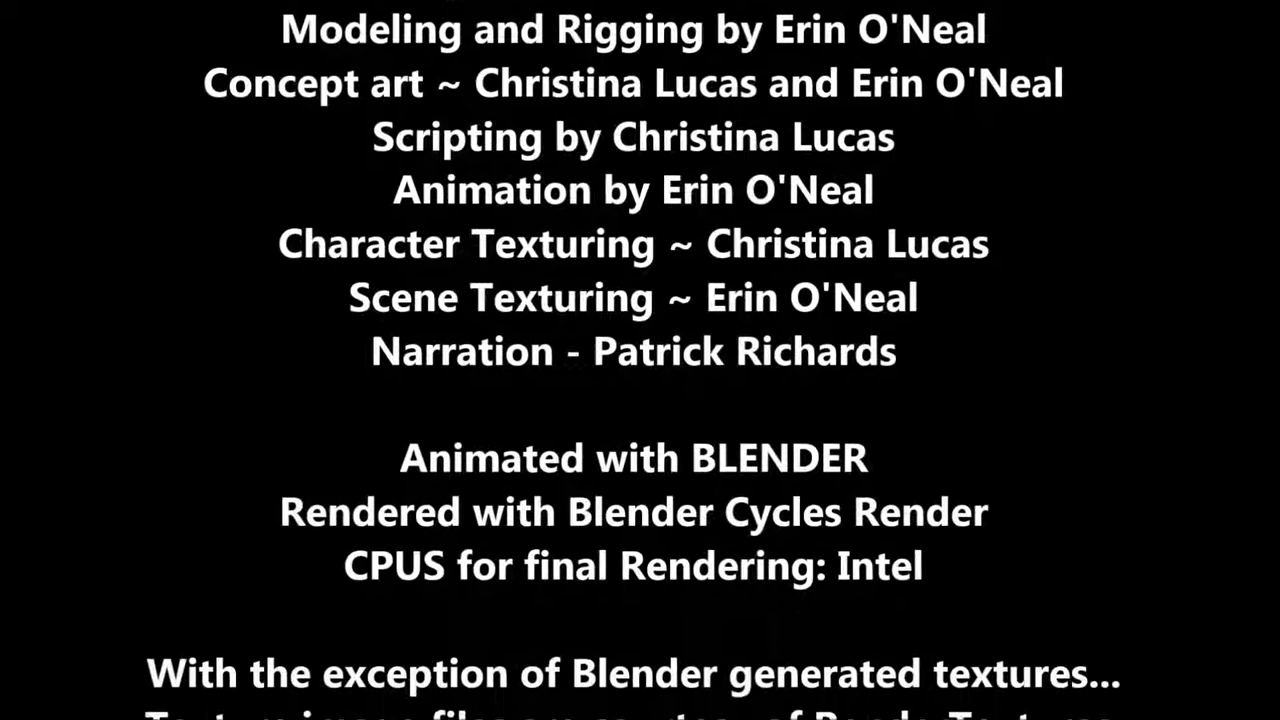 Modeling and Rigging by Erin O'Neal
Concept art ~ Christina Lucas and Erin O'Neal
Scripting by Christina Lucas
Animation by Erin O'Neal
Character Texturing ~ Christina Lucas
Scene Texturing ~ Erin O'Neal
Narration - Patrick Richards
Animated with BLENDER
Rendered with Blender Cycles Render
CPUS for final Rendering: Intel
With the exception of Blender generated textures...